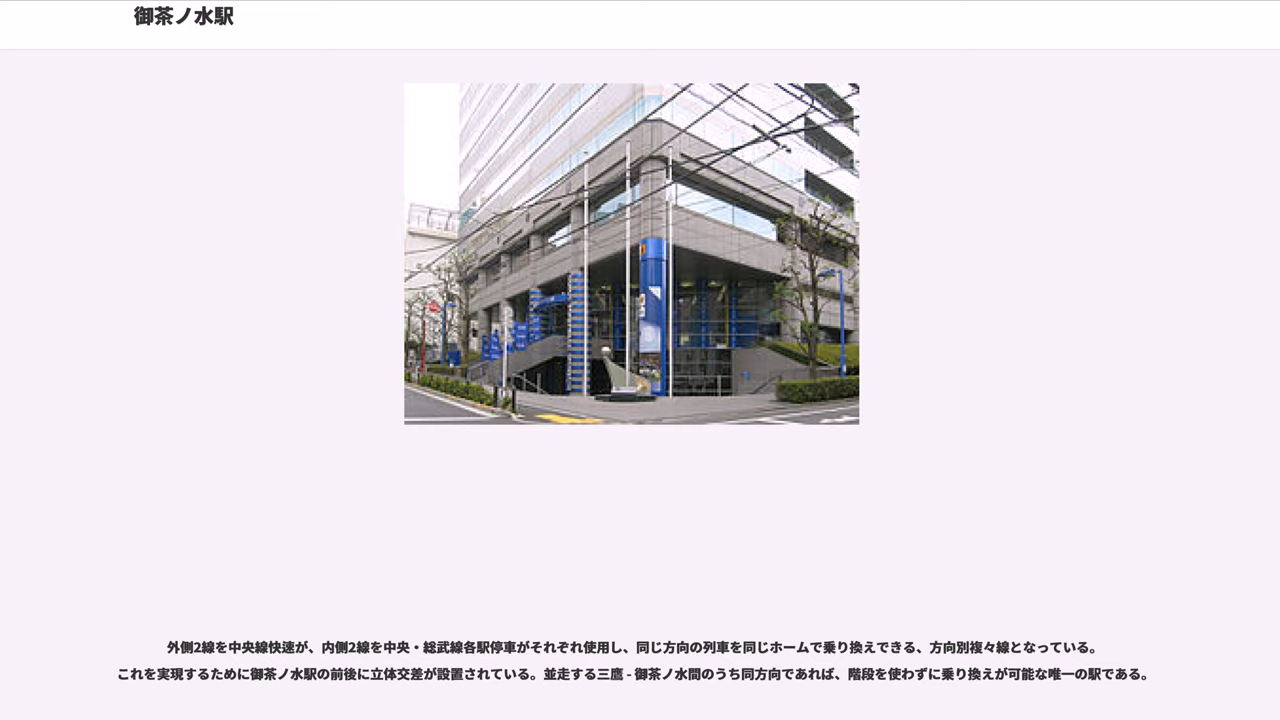 御茶ノ水駅
外側2線を中央線快速が、内側2線を中央・総武線各駅停車がそれぞれ使用し、同じ方向の列車を同じホームで乗り換えできる、方向別複々線となっている。
これを実現するために御茶ノ水駅の前後に立体交差が設置されている。並走する三鷹 - 御茶ノ水間のうち同方向であれば、階段を使わずに乗り換えが可能な唯一の駅である。